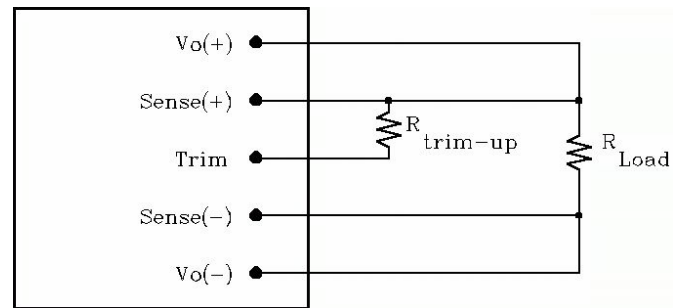 Vo(+)
Sense(+)
R
trim-up
Trim
R
Load
Sense(-)
Vo(-)